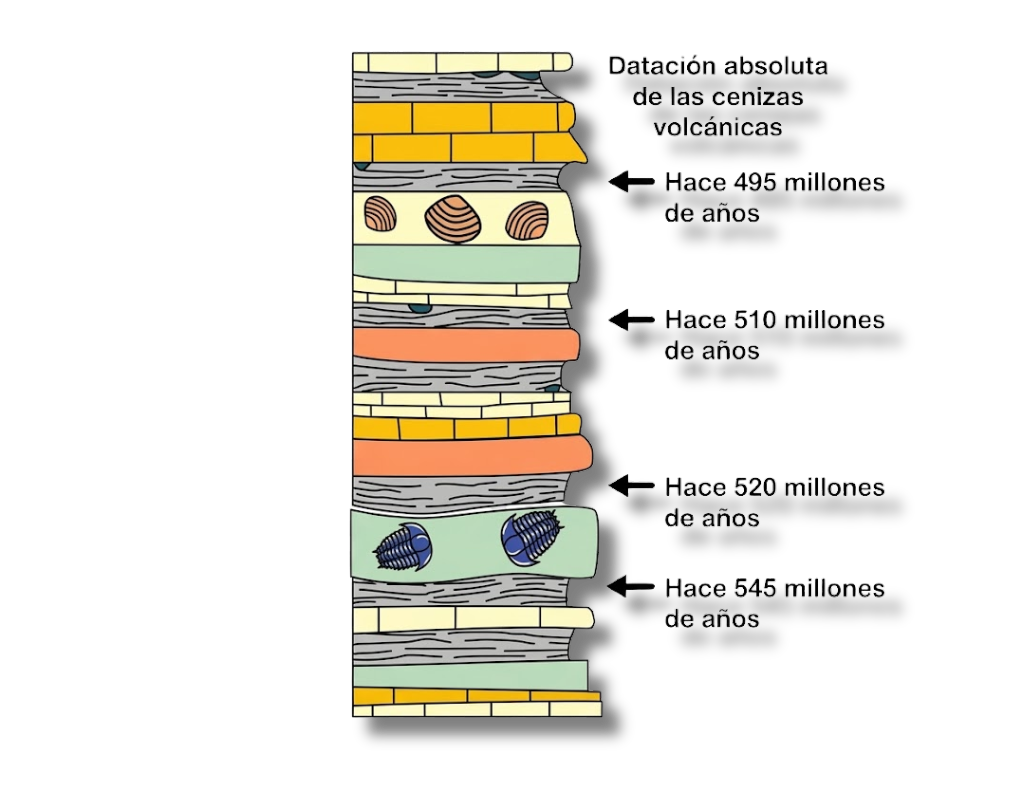 Datación absoluta
de las cenizas
volcánicas
Hace 495 millones
de años
Hace 510 millones
de años
Hace 520 millones
de años
Hace 545 millones
de años